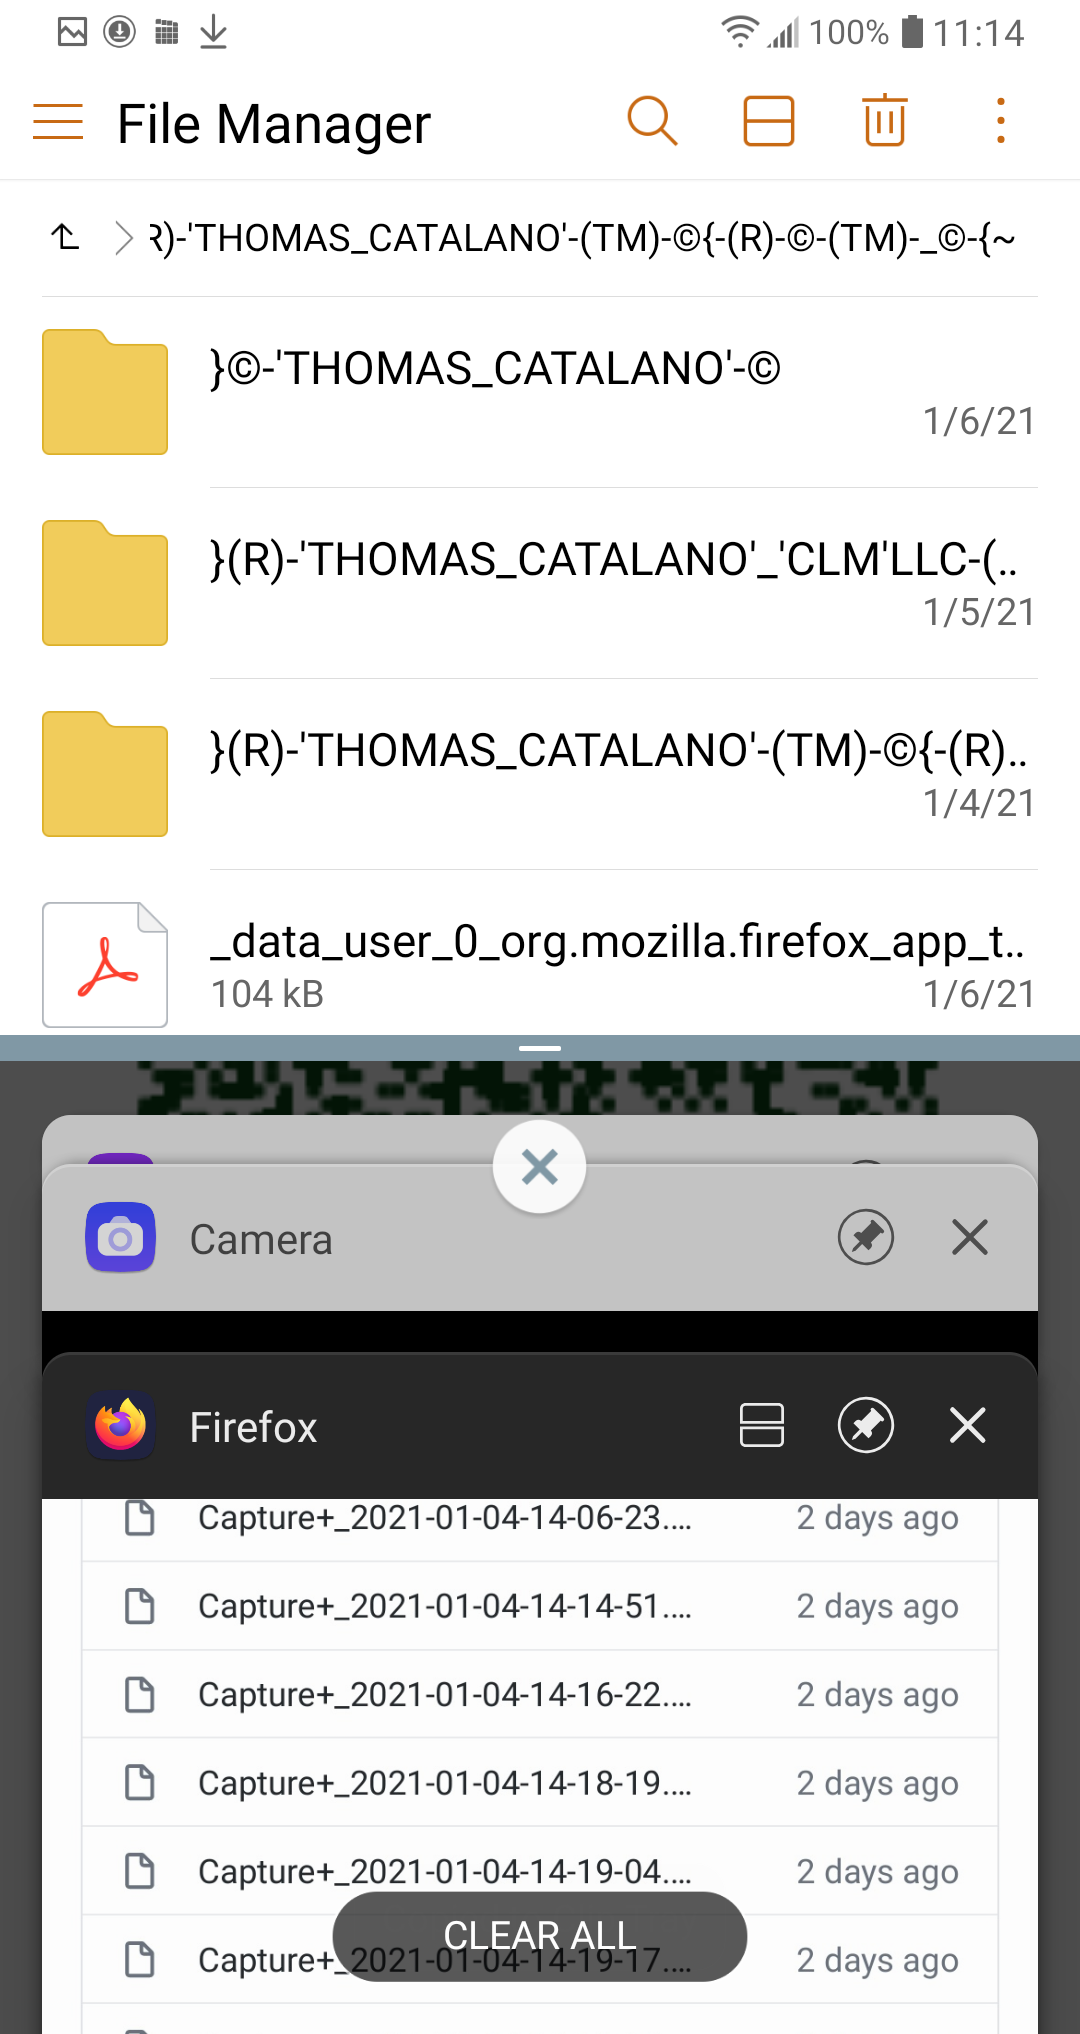 100% 11:14
File Manager
R)-'THOMAS_CATALANO'-(TM)-©{-(R)-©-(TM)-_©-{~
}©-'THOMAS_CATALANO'-©
1/6/21
}(R)-'THOMAS_CATALANO'_'CLM'LLC-(..
1/5/21
}(R)-'THOMAS_CATALANO'-(TM)-©{-(R)..
1/4/21
_data_user_0_org.mozilla.firefox_app_t..
104 kB 1/6/21
Camera
Firefox
Capture+_2021-01-04-14-06-23.... 2 days ago
Capture+_2021-01-04-14-14-51.... 2 days ago
Capture+_2021-01-04-14-16-22.... 2 days ago
Capture+_2021-01-04-14-18-19.... 2 days ago
Capture+_2021-01-04-14-19-04.... 2 days ago
CLEAR ALL
Capture+_2021-01-04-14-19-17.... 2 days ago